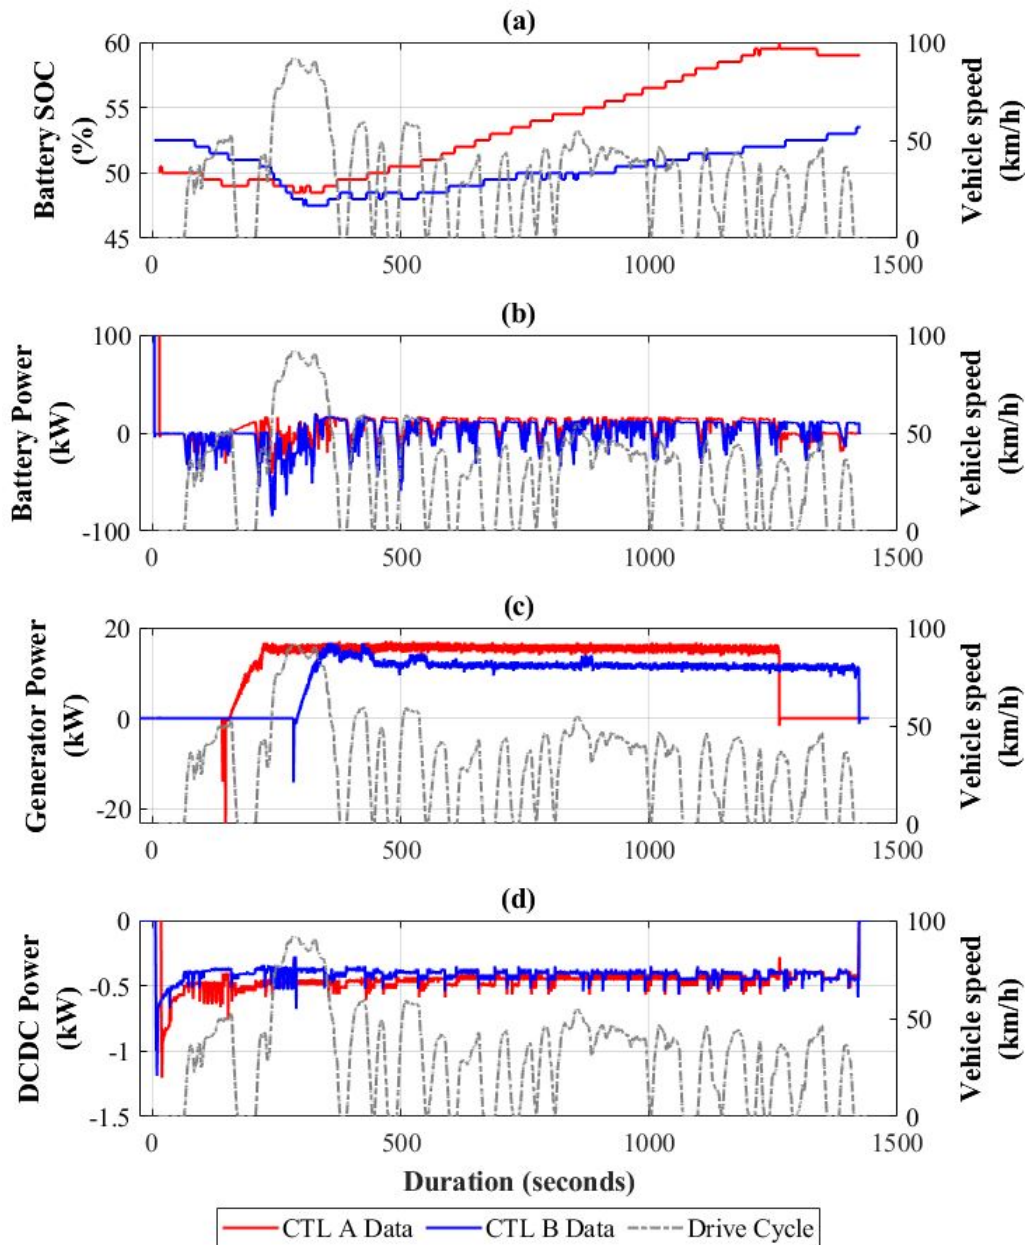 (a)
60
55
50
45
Battery SOC
(%)
100
50
0
Vehicle speed
(km/h)
0
500
1000
1500
(b)
100
0
-100
Battery Power
(kW)
100
50
0
Vehicle speed
(km/h)
0
500
1000
1500
(c)
20
0
-20
Generator Power
(kW)
100
50
0
Vehicle speed
(km/h)
0
500
1000
1500
(d)
0
-0.5
-1
-1.5
DCDC Power
(kW)
100
50
0
Vehicle speed
(km/h)
0
500
1000
1500
Duration (seconds)
CTL A Data CTL B Data Drive Cycle